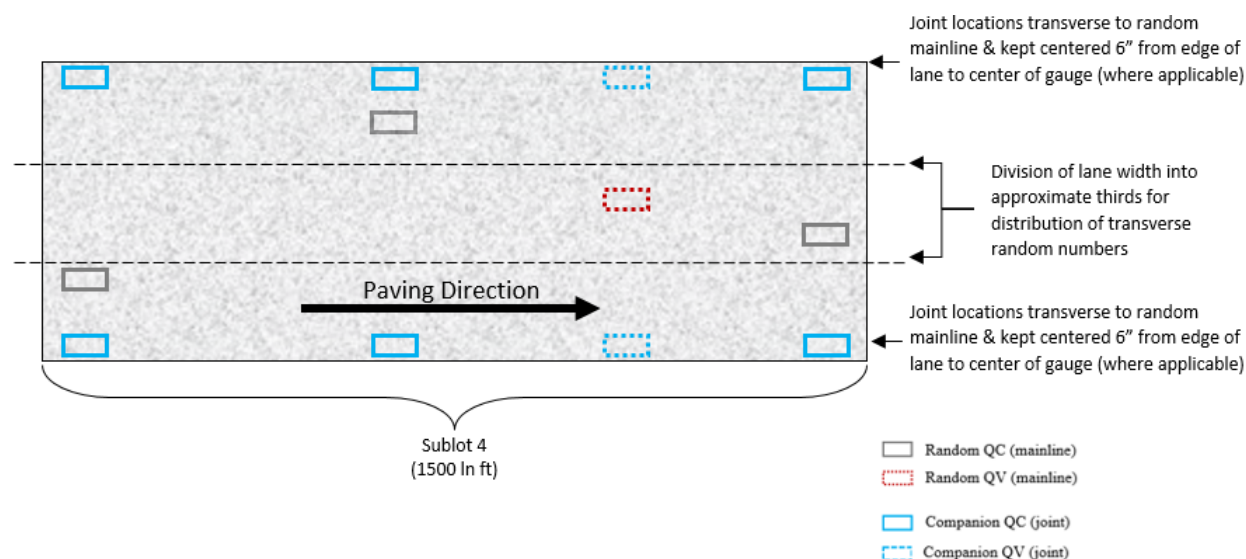 Joint locations transverse to random
mainline & kept centered 6” from edge of
lane to center of gauge (where applicable)
Division of lane width into
approximate thirds for
distribution of transverse
random numbers
Paving Direction
Joint locations transverse to random
mainline & kept centered 6” from edge of
lane to center of gauge (where applicable)
Sublot 4
(1500 ln ft)
Random QC (mainline)
Random QV (mainline)
Companion QC (joint)
Companion QV (joint)